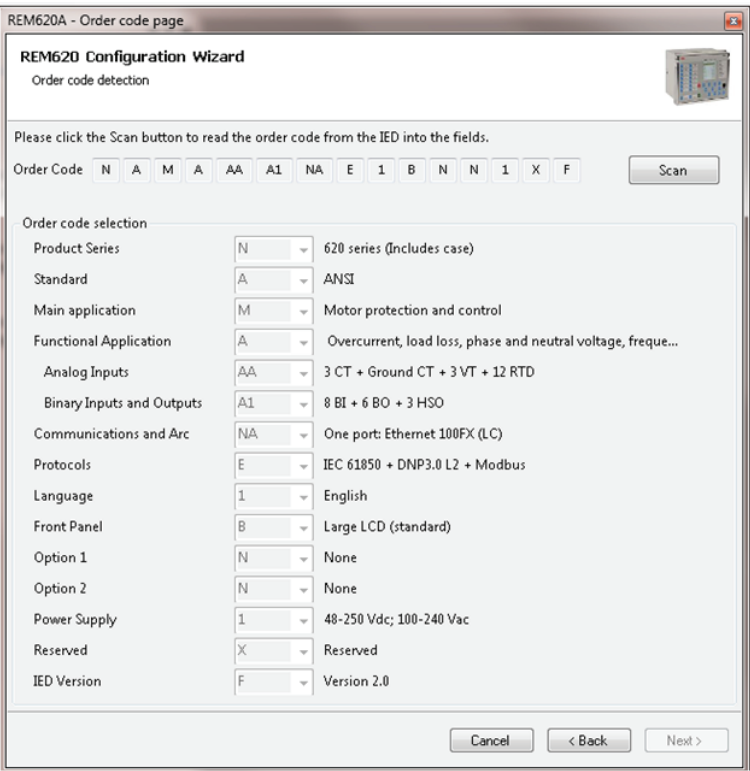 REM620A - Order code page
REM620 Configuration Wizard
Order code detection
Please click the Scan button to read the order code from the IED into the fields.
Order Code N A M A AA A1 NA E 1 B N N 1 X F Scan
Order code selection
Product Series N 620 series (Includes case)
Standard A ANSI
Main application M Motor protection and control
Functional Application A Overcurrent, load loss, phase and neutral voltage, freque...
Analog Inputs AA 3 CT + Ground CT + 3 VT + 12 RTD
Binary Inputs and Outputs A1 8 BI + 6 BO + 3 HSO
Communications and Arc NA One port: Ethernet 100FX (LC)
Protocols E IEC 61850 + DNP3.0 L2 + Modbus
Language 1 English
Front Panel B Large LCD (standard)
Option 1 N None
Option 2 N None
Power Supply 1 48-250 Vdc; 100-240 Vac
Reserved X Reserved
IED Version F Version 2.0
Cancel < Back Next >